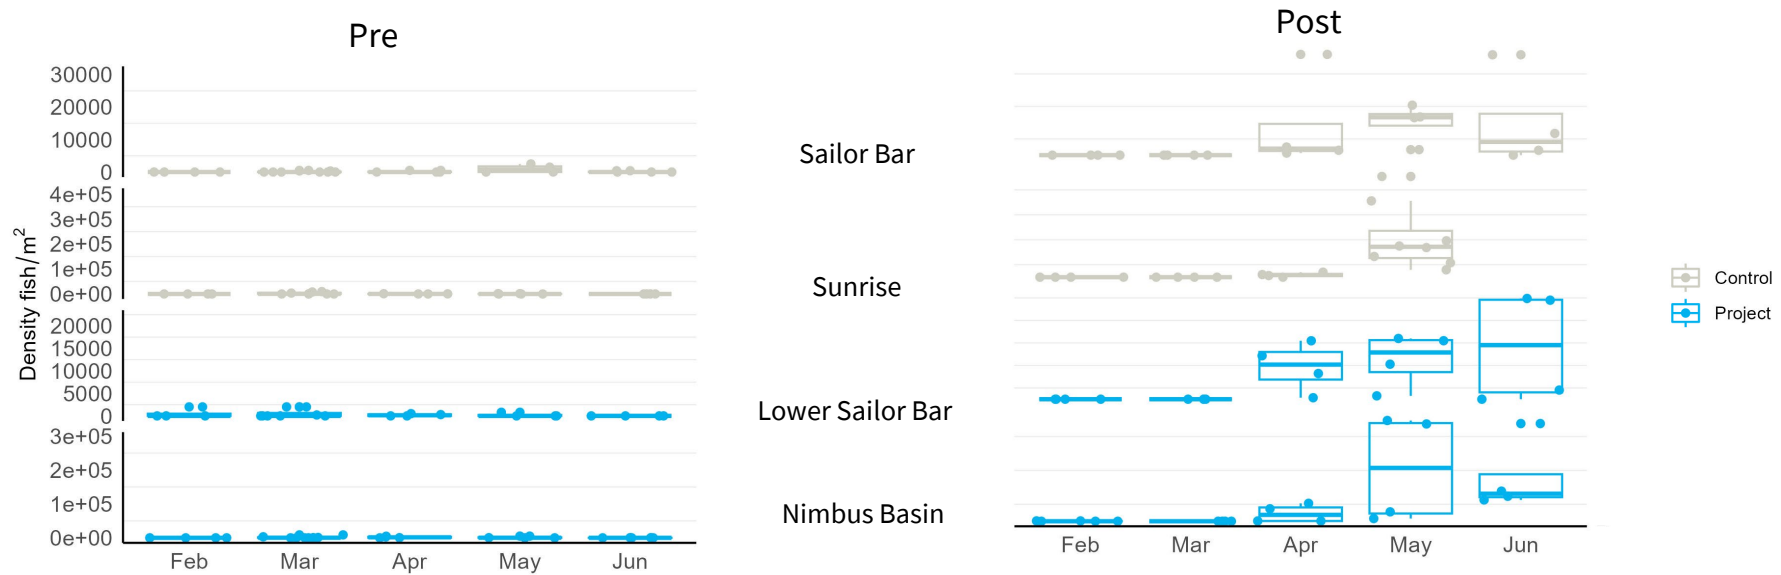 Pre
Post
Density fish/m²
30000
20000
10000
0
Sailor Bar
4e+05
3e+05
2e+05
1e+05
0e+00
Sunrise
20000
15000
10000
5000
0
Lower Sailor Bar
3e+05
2e+05
1e+05
0e+00
Nimbus Basin
Feb Mar Apr May Jun
Feb Mar Apr May Jun
Control
Project